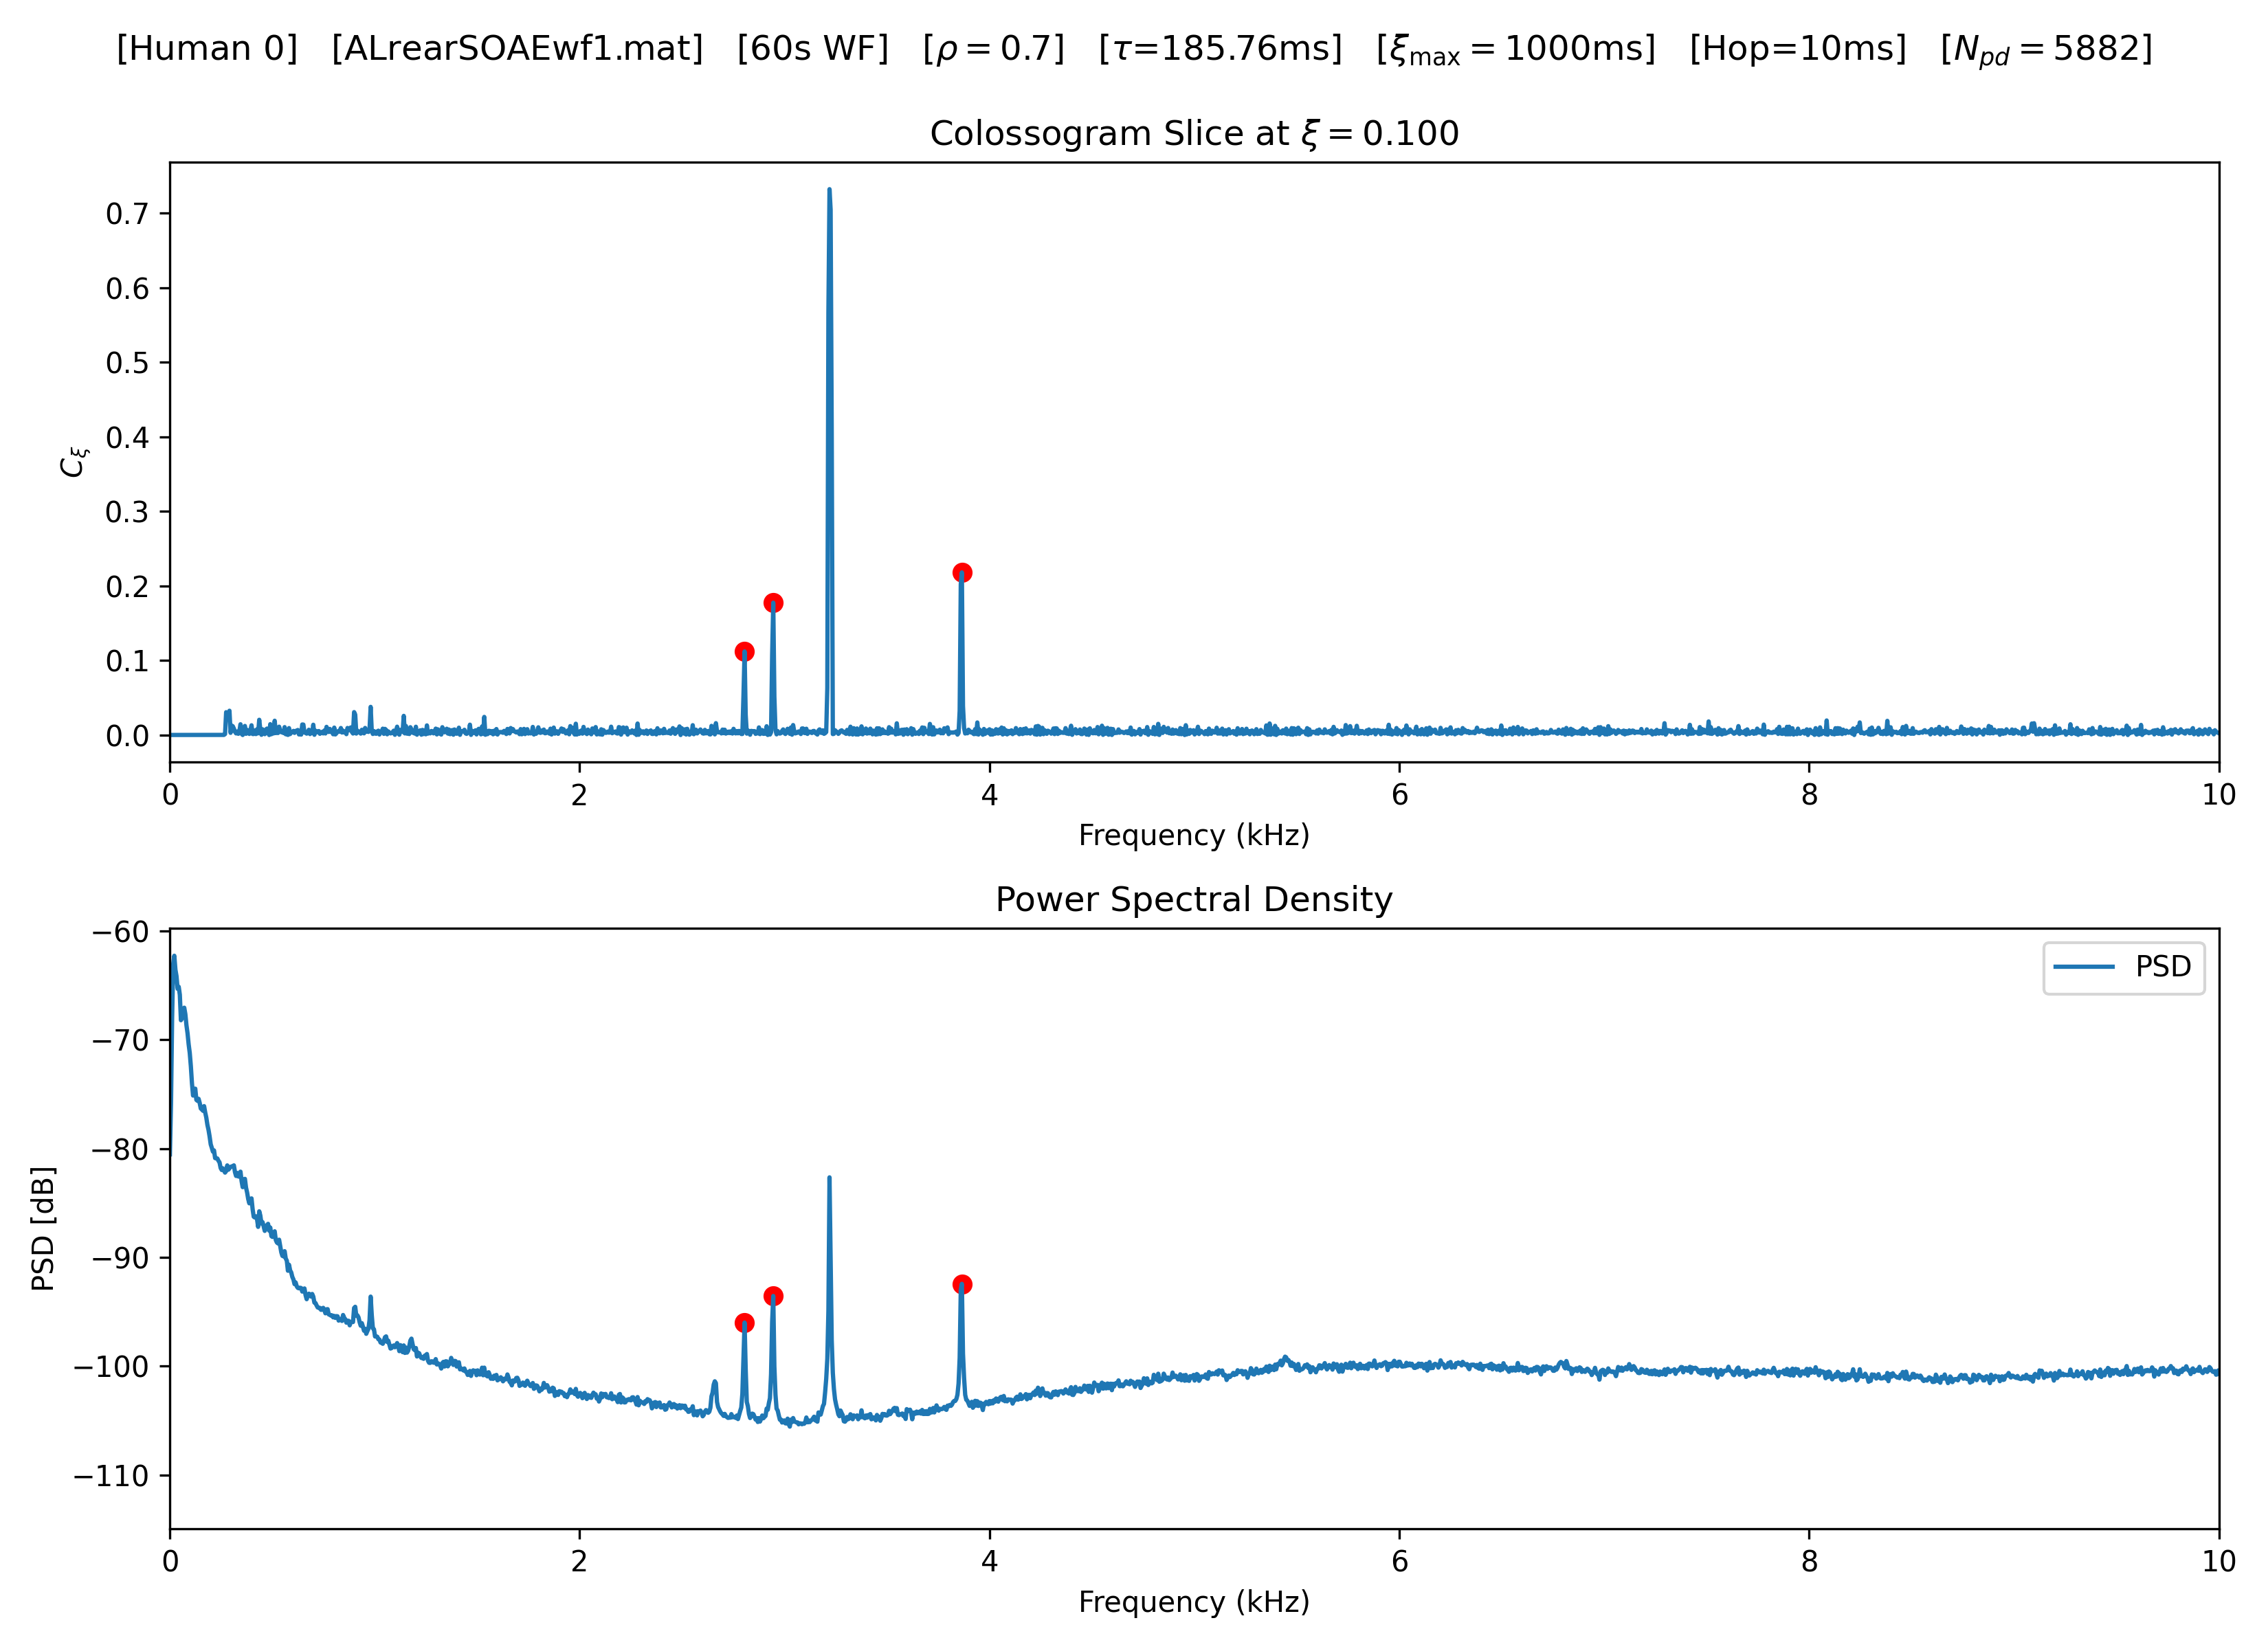 [Human 0]   [ALrearSOAEwf1.mat]   [60s WF]   [ρ = 0.7]   [τ=185.76ms]   [ξmax = 1000ms]   [Hop=10ms]   [Npd = 5882]
Colossogram Slice at ξ = 0.100
0.7
0.6
0.5
0.4
0.3
0.2
0.1
0.0
Cξ
0 2 4 6 8 10
Frequency (kHz)
Power Spectral Density
PSD
−60
−70
−80
−90
−100
−110
PSD [dB]
0 2 4 6 8 10
Frequency (kHz)